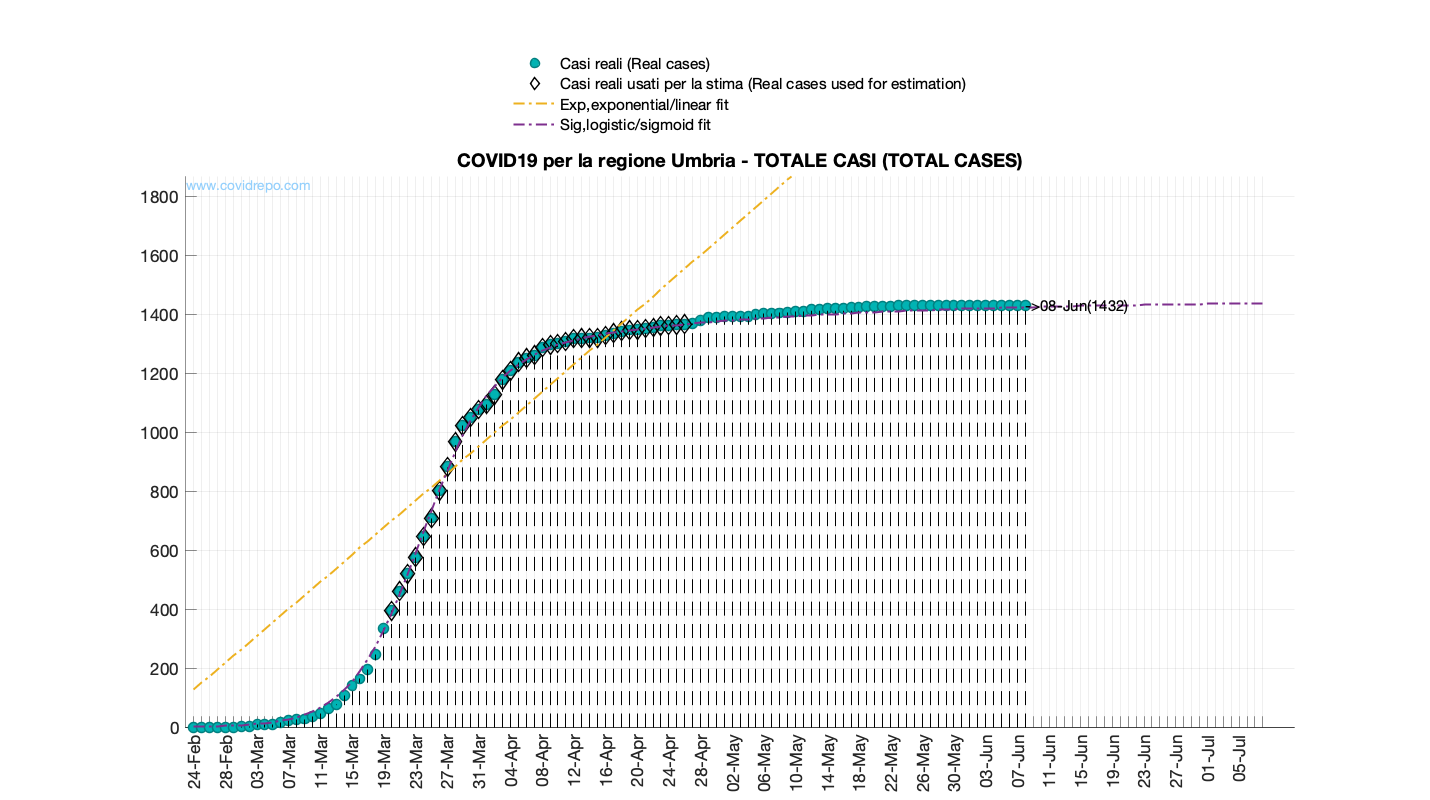 Casi reali (Real cases)
Casi reali usati per la stima (Real cases used for estimation)
Exp,exponential/linear fit
Sig,logistic/sigmoid fit
COVID19 per la regione Umbria - TOTALE CASI (TOTAL CASES)
www.covidrepo.com
1800
1600
1400
1200
1000
800
600
400
200
0
->08-Jun(1432)
24-Feb
28-Feb
03-Mar
07-Mar
11-Mar
15-Mar
19-Mar
23-Mar
27-Mar
31-Mar
04-Apr
08-Apr
12-Apr
16-Apr
20-Apr
24-Apr
28-Apr
02-May
06-May
10-May
14-May
18-May
22-May
26-May
30-May
03-Jun
07-Jun
11-Jun
15-Jun
19-Jun
23-Jun
27-Jun
01-Jul
05-Jul